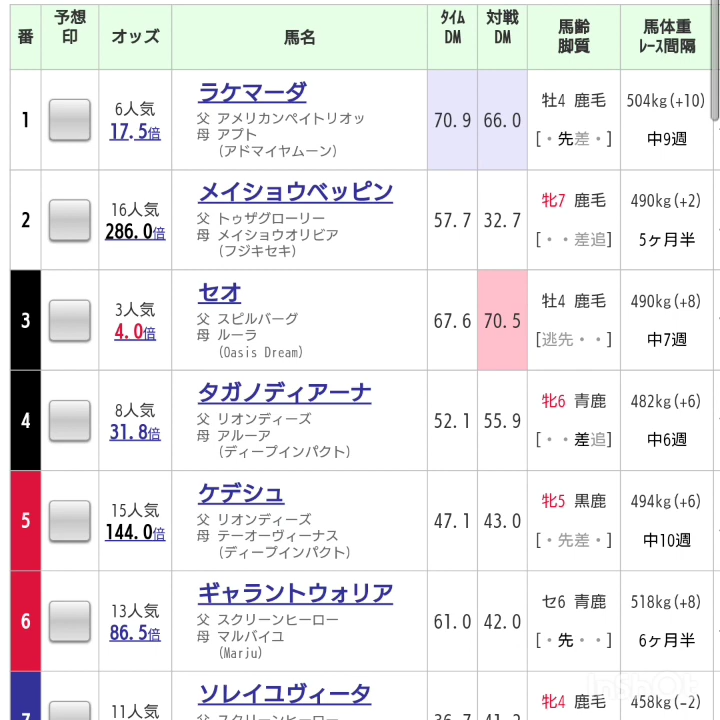 番 予想印 オッズ 馬名 ﾀｲﾑDM 対戦DM 馬齢脚質 馬体重ﾚｰｽ間隔
1
6人気
17.5倍
ラケマーダ
父 アメリカンペイトリオッ
母 アプト
(アドマイヤムーン)
70.9 66.0
牡4 鹿毛
[・先差・]
504kg(+10)
中9週
2
16人気
286.0倍
メイショウベッピン
父 トゥザグローリー
母 メイショウオリビア
(フジキセキ)
57.7 32.7
牝7 鹿毛
[・・差追]
490kg(+2)
5ヶ月半
3
3人気
4.0倍
セオ
父 スピルバーグ
母 ルーラ
(Oasis Dream)
67.6 70.5
牡4 鹿毛
[逃先・・]
490kg(+8)
中7週
4
8人気
31.8倍
タガノディアーナ
父 リオンディーズ
母 アルーア
(ディープインパクト)
52.1 55.9
牝6 青鹿
[・・差追]
482kg(+6)
中6週
5
15人気
144.0倍
ケデシュ
父 リオンディーズ
母 テーオーヴィーナス
(ディープインパクト)
47.1 43.0
牝5 黒鹿
[・先差・]
494kg(+6)
中10週
6
13人気
86.5倍
ギャラントウォリア
父 スクリーンヒーロー
母 マルバイユ
(Marju)
61.0 42.0
セ6 青鹿
[・先・・]
518kg(+8)
6ヶ月半
7
11人気
ソレイユヴィータ
父 スクリーンヒーロー
36.7 41.2
牝4 鹿毛
458kg(-2)
InShOt